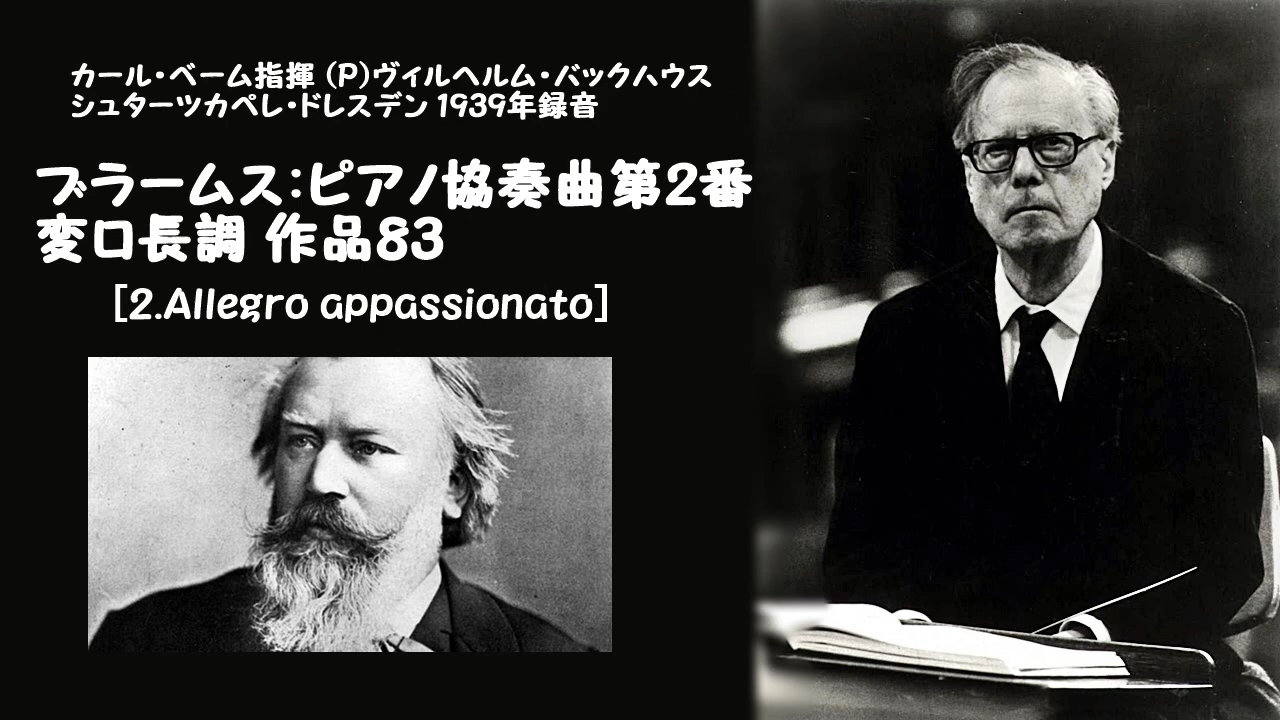 カール・ベーム指揮 (P)ヴィルヘルム・バックハウス
シュターツカペレ・ドレスデン 1939年録音
ブラームス:ピアノ協奏曲第2番
変ロ長調 作品83
[2.Allegro appassionato]